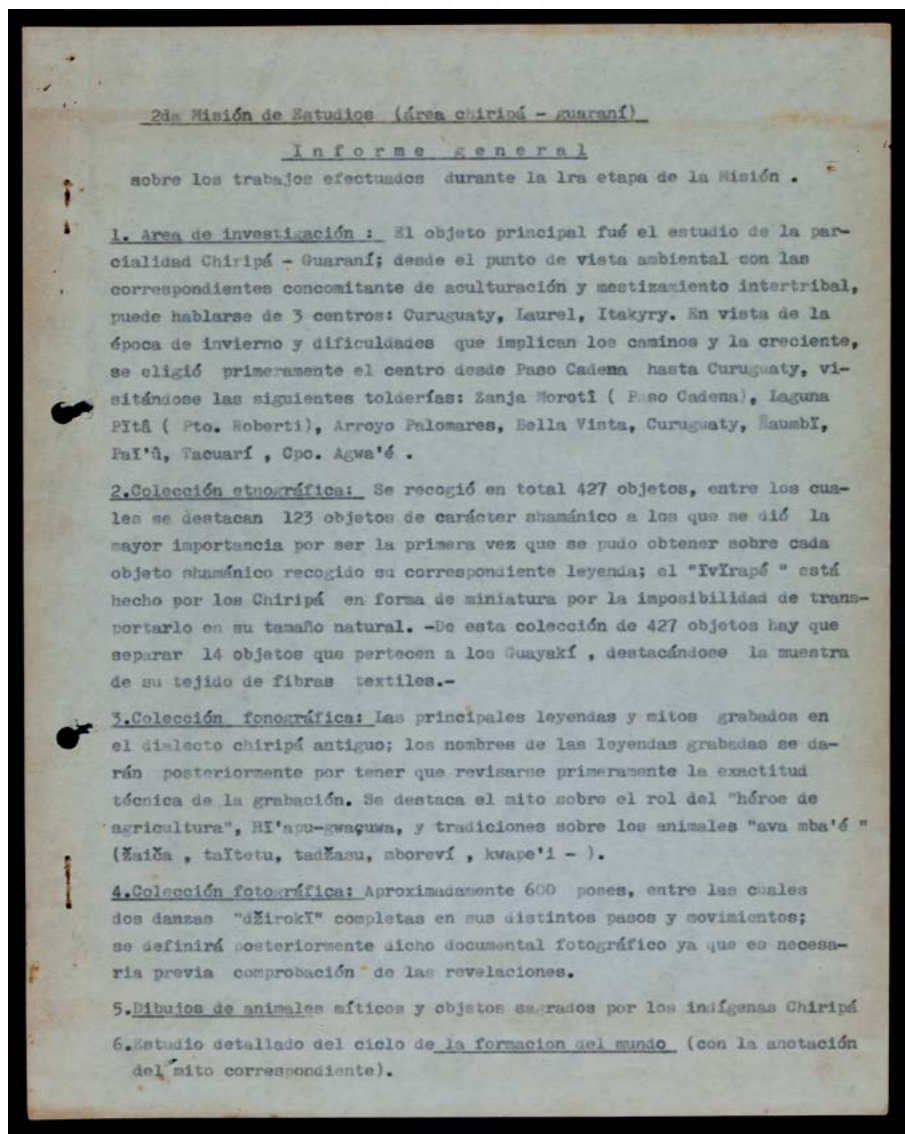 2da Misión de Estudios (área chiripá - guaraní)
Informe general
sobre los trabajos efectuados durante la 1ra etapa de la Misión .
1. Area de investigación : El objeto principal fué el estudio de la par-
cialidad Chiripá - Guaraní; desde el punto de vista ambiental con las
correspondientes concomitante de aculturación y mestizamiento intertribal,
puede hablarse de 3 centros: Curuguaty, Laurel, Itakyry. En vista de la
época de invierno y dificuldades que implican los caminos y la creciente,
se eligió primeramente el centro desde Paso Cadena hasta Curuguaty, vi-
sitándose las siguientes tolderías: Zanja Morotî ( Paso Cadena), Laguna
Pĭtâ ( Pto. Roberti), Arroyo Palomares, Bella Vista, Curuguaty, Ñaumbĭ,
Paĭ'û, Tacuarí , Cpo. Agwa'é .
2.Colección etnográfica: Se recogió en total 427 objetos, entre los cua-
les se destacan 123 objetos de carácter shamánico a los que se dió la
mayor importancia por ser la primera vez que se pudo obtener sobre cada
objeto shamánico recogido su correspondiente leyenda; el "Ĭvĭrapé " está
hecho por los Chiripá en forma de miniatura por la imposibilidad de trans-
portarlo en su tamaño natural. -De esta colección de 427 objetos hay que
separar 14 objetos que pertecen a los Guayakí , destacándose la muestra
de su tejido de fibras textiles.-
3.Colección fonográfica: Las principales leyendas y mitos grabados en
el dialecto chiripá antiguo; los nombres de las leyendas grabadas se da-
rán posteriormente por tener que revisarse primeramente la exactitud
técnica de la grabación. Se destaca el mito sobre el rol del "héroe de
agricultura", Hĭ'apu-gwaçuwa, y tradiciones sobre los animales "ava mba'é "
(žaiča , taĭtetu, tadžasu, mboreví , kwape'i - ).
4.Colección fotográfica: Aproximadamente 600 poses, entre las cuales
dos danzas "džirokĭ" completas en sus distintos pasos y movimientos;
se definirá posteriormente dicho documental fotográfico ya que es necesa-
ria previa comprobación de las revelaciones.
5.Dibujos de animales míticos y objetos sagrados por los indígenas Chiripá
6.Estudio detallado del ciclo de la formacion del mundo (con la anotación
del mito correspondiente).